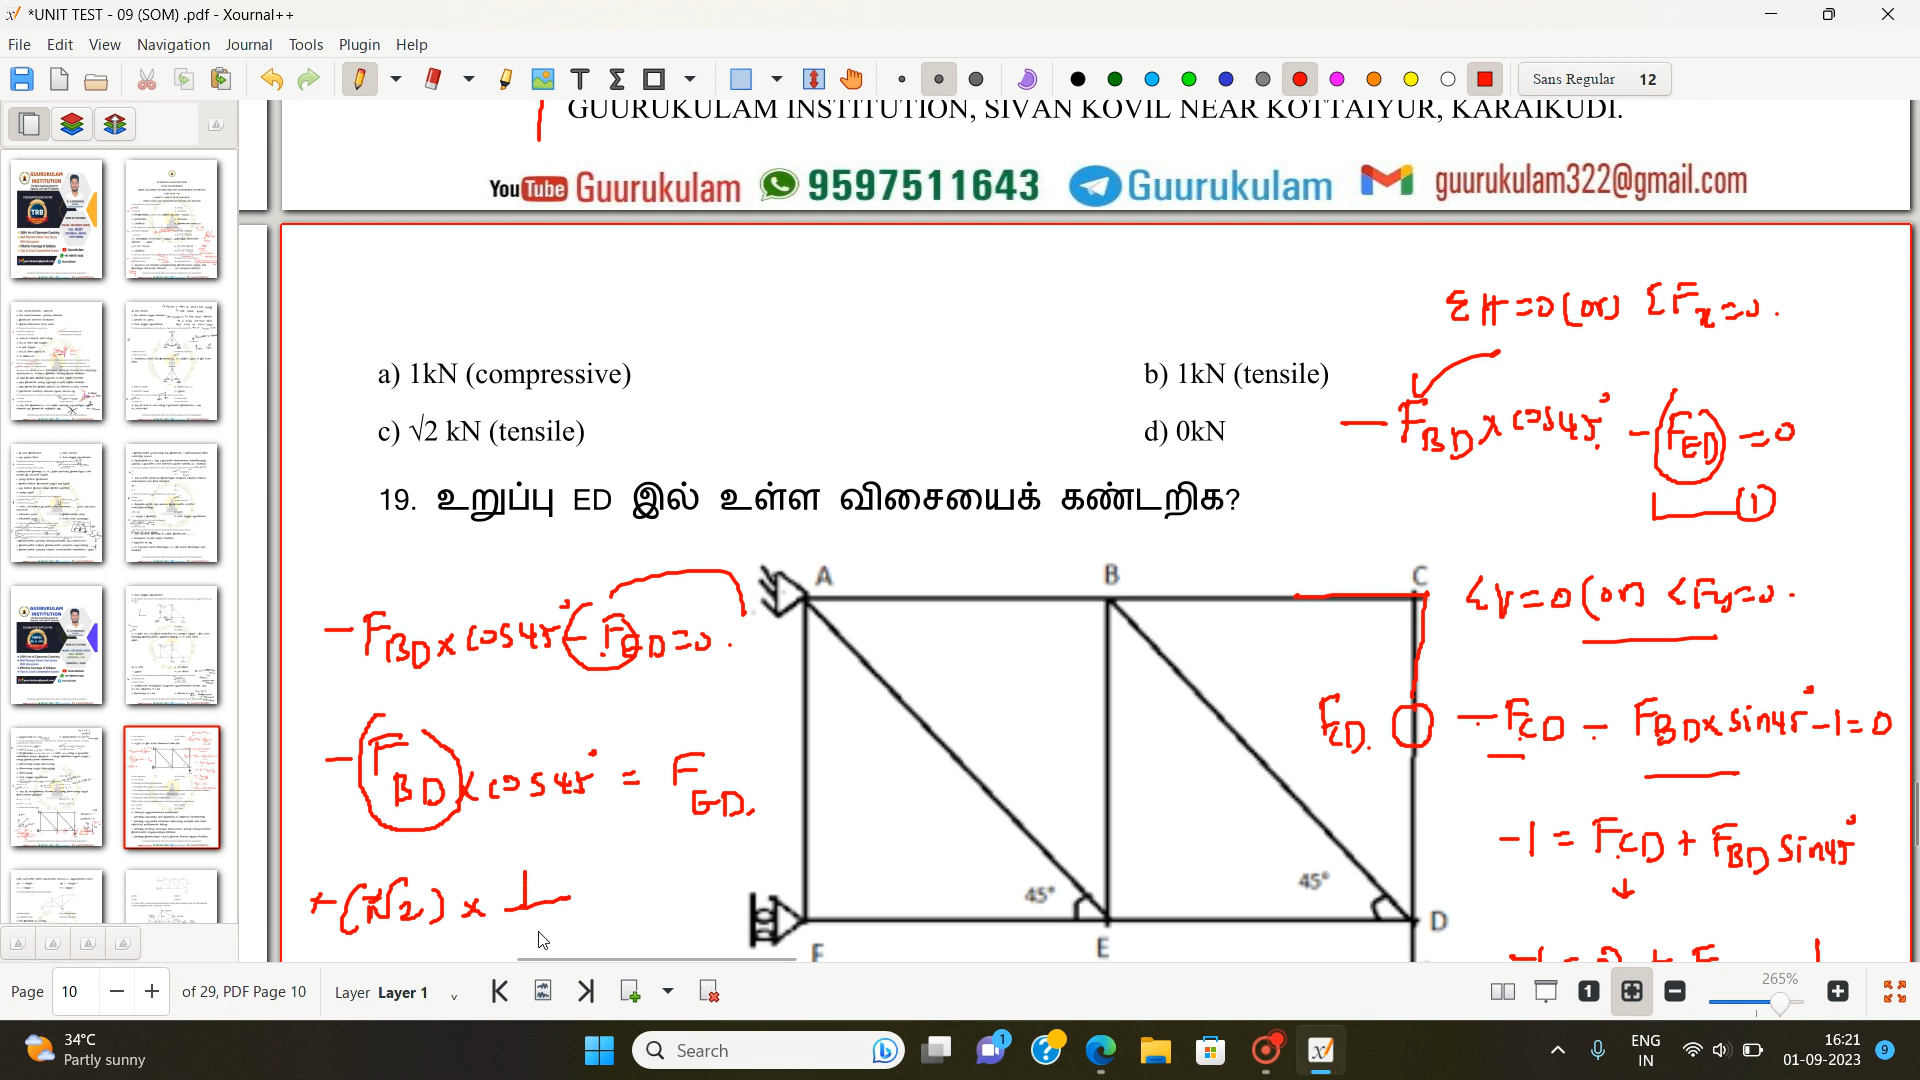 *UNIT TEST - 09 (SOM) .pdf - Xournal++
File Edit View Navigation Journal Tools Plugin Help
Sans Regular 12
GUURUKULAM INSTITUTION, SIVAN KOVIL NEAR KOTTAIYUR, KARAIKUDI.
YouTube Guurukulam 9597511643 Guurukulam guurukulam322@gmail.com
ΣH=0 (or) ΣFx=0.
a) 1kN (compressive) b) 1kN (tensile)
- FBD x cos45° - FED = 0
c) √2 kN (tensile) d) 0kN
19. உறுப்பு ED இல் உள்ள விசையைக் கண்டறிக?
1
A B C
ΣV=0 (or) ΣFy=0.
- FBD x cos45° - FED = 0.
FCD. - FCD - FBD x sin45° - 1 = 0
- FBD x cos45° = FED.
-1 = FCD + FBD sin45°
45° 45°
D
E
Page 10 of 29, PDF Page 10 Layer Layer 1 265%
34°C
Partly sunny
Search
ENG
IN
16:21
01-09-2023
9